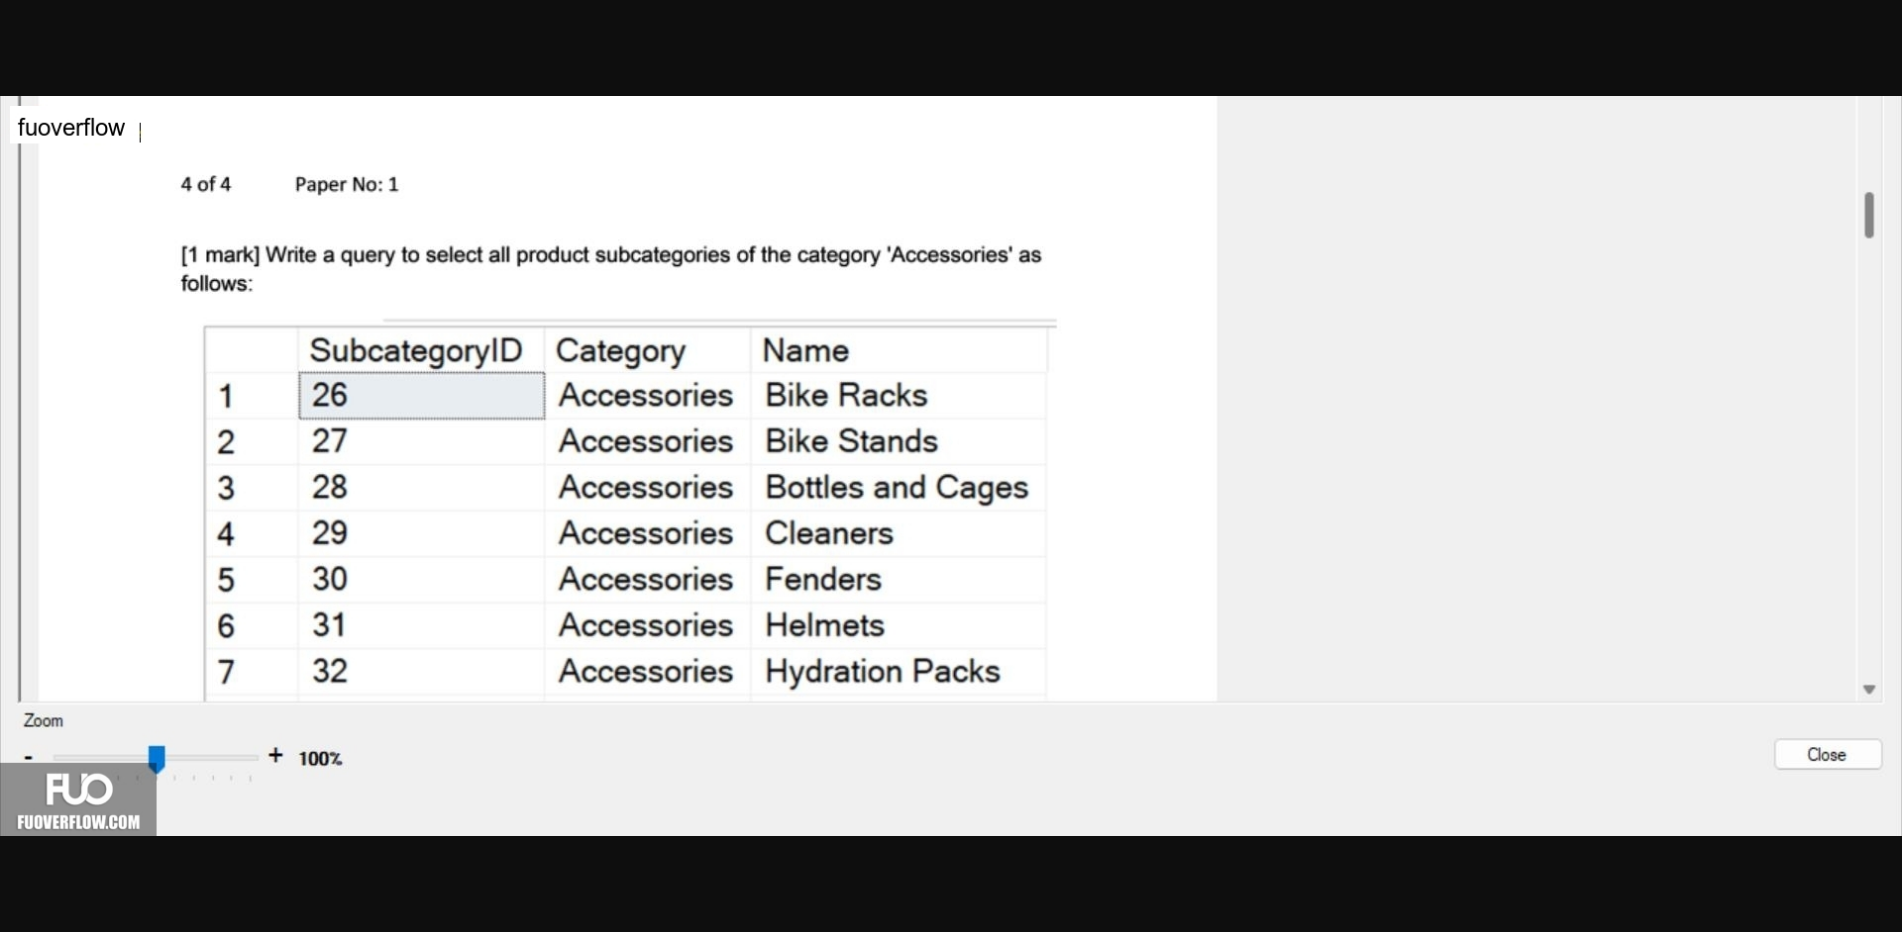 fuoverflow
4 of 4 Paper No: 1
[1 mark] Write a query to select all product subcategories of the category 'Accessories' as
follows:
SubcategoryID Category Name
1 26 Accessories Bike Racks
2 27 Accessories Bike Stands
3 28 Accessories Bottles and Cages
4 29 Accessories Cleaners
5 30 Accessories Fenders
6 31 Accessories Helmets
7 32 Accessories Hydration Packs
Zoom
- + 100%
Close
FUO
FUOVERFLOW.COM